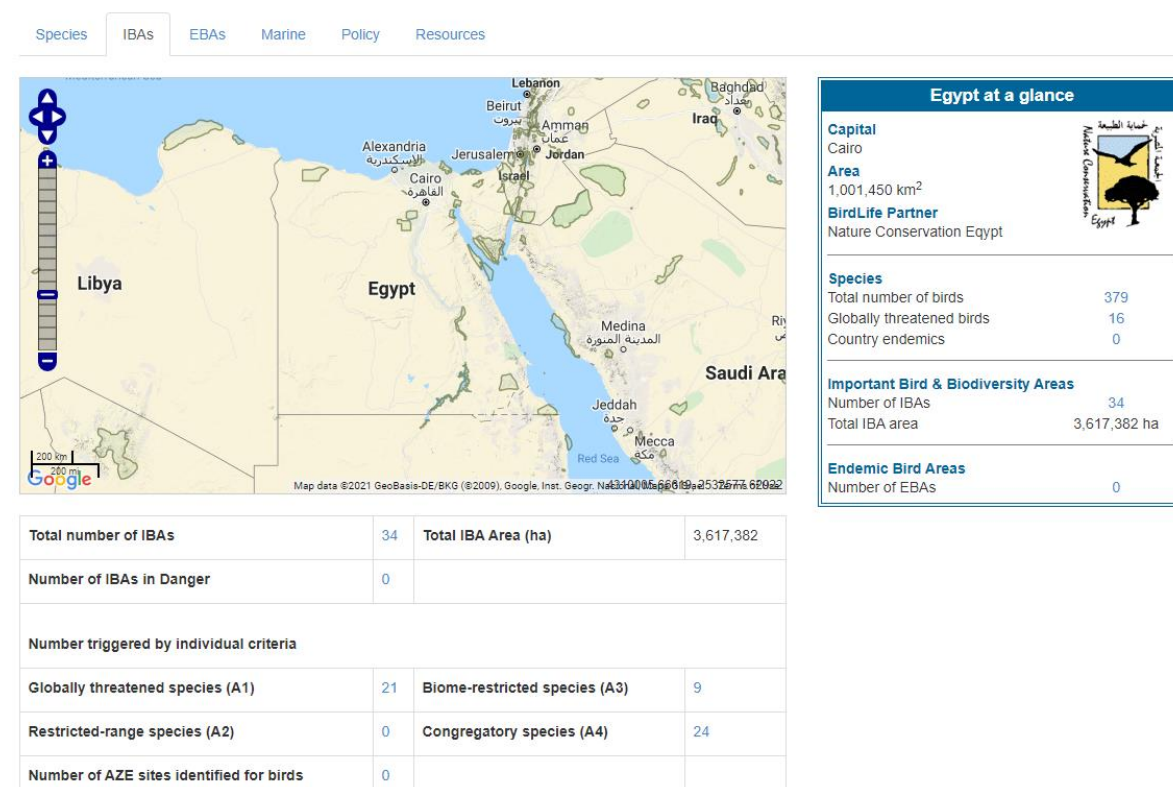 Species IBAs EBAs Marine Policy Resources
Lebanon
Baghdad
بغداد
Beirut
بيروت
Iraq
Amman
عمان
Alexandria
الإسكندرية
Jerusalem
Jordan
Cairo
القاهرة
Israel
Libya
Egypt
Medina
المدينة المنورة
Saudi Ara
Jeddah
جدة
Mecca
مكة
Red Sea
200 km
200 mi
Google
Map data ©2021 GeoBasis-DE/BKG (©2009), Google, Inst. Geogr.
Egypt at a glance
Capital
Cairo
Area
1,001,450 km²
BirdLife Partner
Nature Conservation Eqypt
Nature Conservation Egypt
Species
Total number of birds 379
Globally threatened birds 16
Country endemics 0
Important Bird & Biodiversity Areas
Number of IBAs 34
Total IBA area 3,617,382 ha
Endemic Bird Areas
Number of EBAs 0
Total number of IBAs 34 Total IBA Area (ha) 3,617,382
Number of IBAs in Danger 0
Number triggered by individual criteria
Globally threatened species (A1) 21 Biome-restricted species (A3) 9
Restricted-range species (A2) 0 Congregatory species (A4) 24
Number of AZE sites identified for birds 0